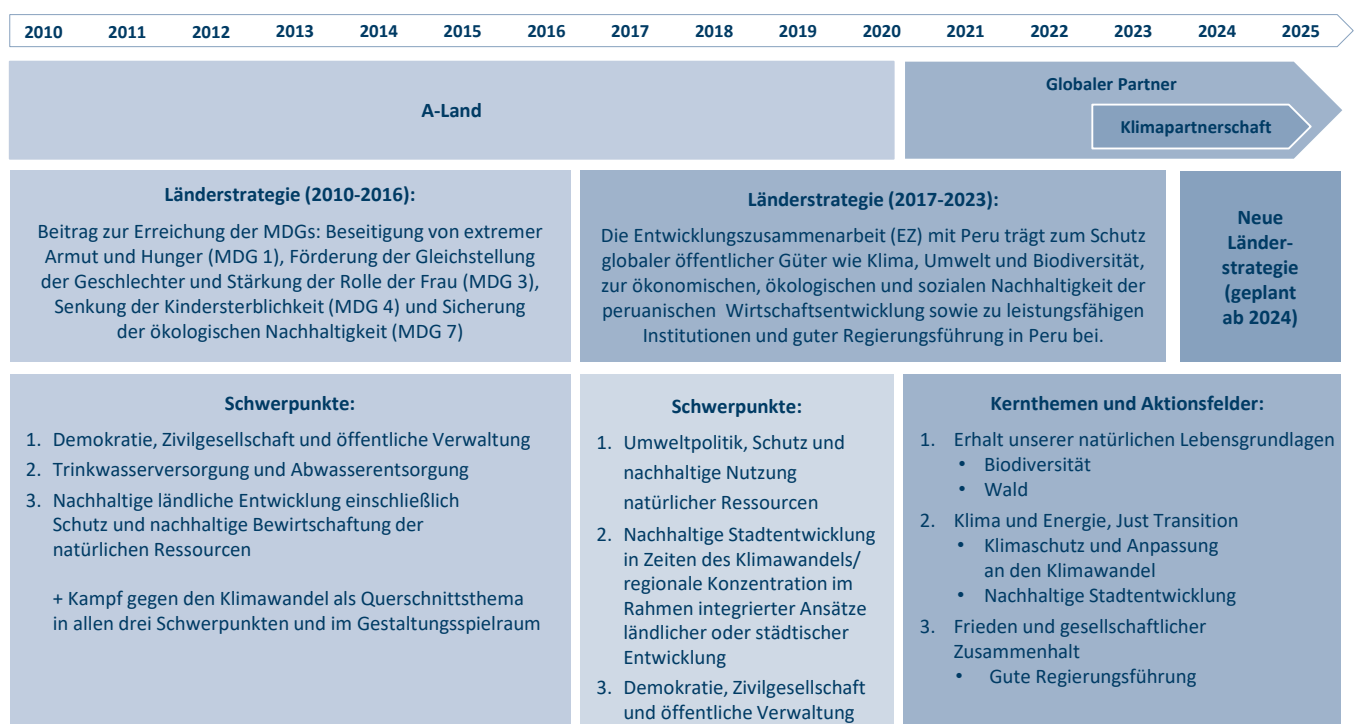 2010 2011 2012 2013 2014 2015 2016 2017 2018 2019 2020 2021 2022 2023 2024 2025
A-Land
Globaler Partner
Klimapartnerschaft
Länderstrategie (2010-2016):
Beitrag zur Erreichung der MDGs: Beseitigung von extremer
Armut und Hunger (MDG 1), Förderung der Gleichstellung
der Geschlechter und Stärkung der Rolle der Frau (MDG 3),
Senkung der Kindersterblichkeit (MDG 4) und Sicherung
der ökologischen Nachhaltigkeit (MDG 7)
Länderstrategie (2017-2023):
Die Entwicklungszusammenarbeit (EZ) mit Peru trägt zum Schutz
globaler öffentlicher Güter wie Klima, Umwelt und Biodiversität,
zur ökonomischen, ökologischen und sozialen Nachhaltigkeit der
peruanischen Wirtschaftsentwicklung sowie zu leistungsfähigen
Institutionen und guter Regierungsführung in Peru bei.
Neue
Länder-
strategie
(geplant
ab 2024)
Schwerpunkte:
1. Demokratie, Zivilgesellschaft und öffentliche Verwaltung
2. Trinkwasserversorgung und Abwasserentsorgung
3. Nachhaltige ländliche Entwicklung einschließlich
Schutz und nachhaltige Bewirtschaftung der
natürlichen Ressourcen
+ Kampf gegen den Klimawandel als Querschnittsthema
in allen drei Schwerpunkten und im Gestaltungsspielraum
Schwerpunkte:
1. Umweltpolitik, Schutz und
nachhaltige Nutzung
natürlicher Ressourcen
2. Nachhaltige Stadtentwicklung
in Zeiten des Klimawandels/
regionale Konzentration im
Rahmen integrierter Ansätze
ländlicher oder städtischer
Entwicklung
3. Demokratie, Zivilgesellschaft
und öffentliche Verwaltung
Kernthemen und Aktionsfelder:
1. Erhalt unserer natürlichen Lebensgrundlagen
• Biodiversität
• Wald
2. Klima und Energie, Just Transition
• Klimaschutz und Anpassung
an den Klimawandel
• Nachhaltige Stadtentwicklung
3. Frieden und gesellschaftlicher
Zusammenhalt
• Gute Regierungsführung